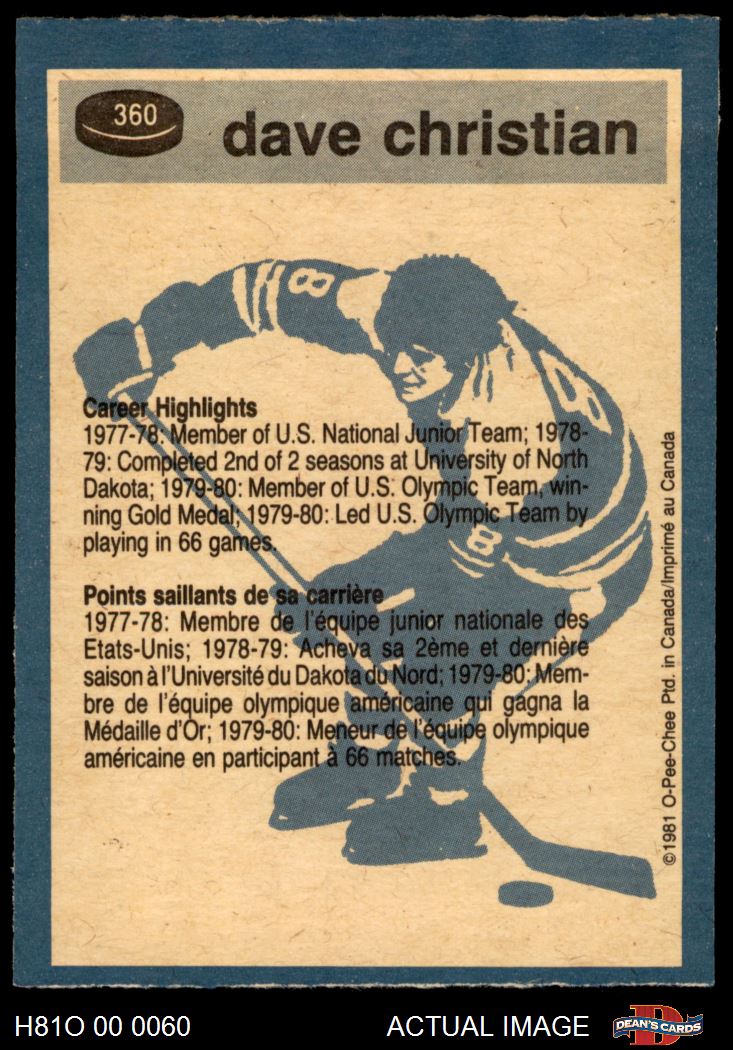 360
dave christian
8
8
Career Highlights
1977-78: Member of U.S. National Junior Team; 1978-
79: Completed 2nd of 2 seasons at University of North
Dakota; 1979-80: Member of U.S. Olympic Team, win-
ning Gold Medal; 1979-80: Led U.S. Olympic Team by
playing in 66 games.
8
Points saillants de sa carrière
1977-78: Membre de l'équipe junior nationale des
Etats-Unis; 1978-79: Acheva sa 2ème et dernière
saison à l'Université du Dakota du Nord; 1979-80: Mem-
bre de l'équipe olympique américaine qui gagna la
Médaille d'Or; 1979-80: Meneur de l'équipe olympique
américaine en participant à 66 matches.
©1981 O-Pee-Chee Ptd. in Canada/Imprimé au Canada
H81O 00 0060
ACTUAL IMAGE
D
DEAN'S CARDS